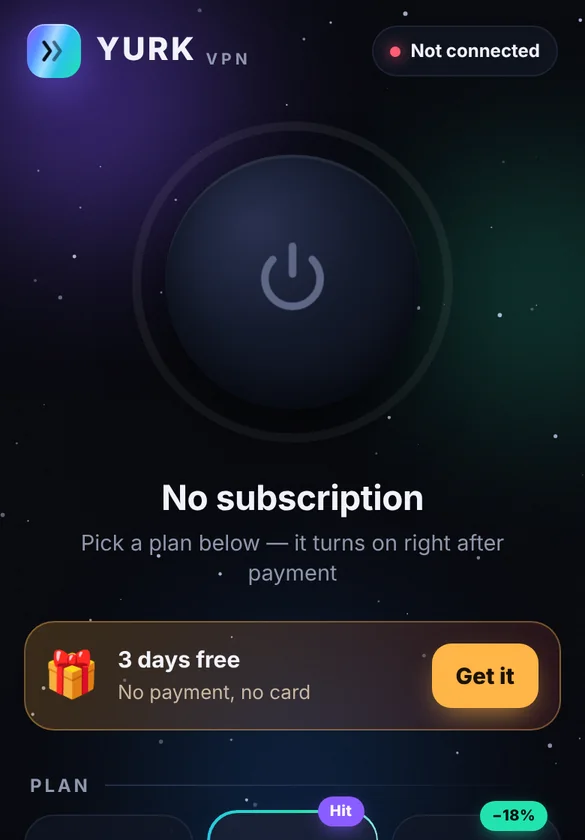 YURK VPN
Not connected
No subscription
Pick a plan below — it turns on right after
payment
3 days free
No payment, no card
Get it
PLAN
Hit
−18%